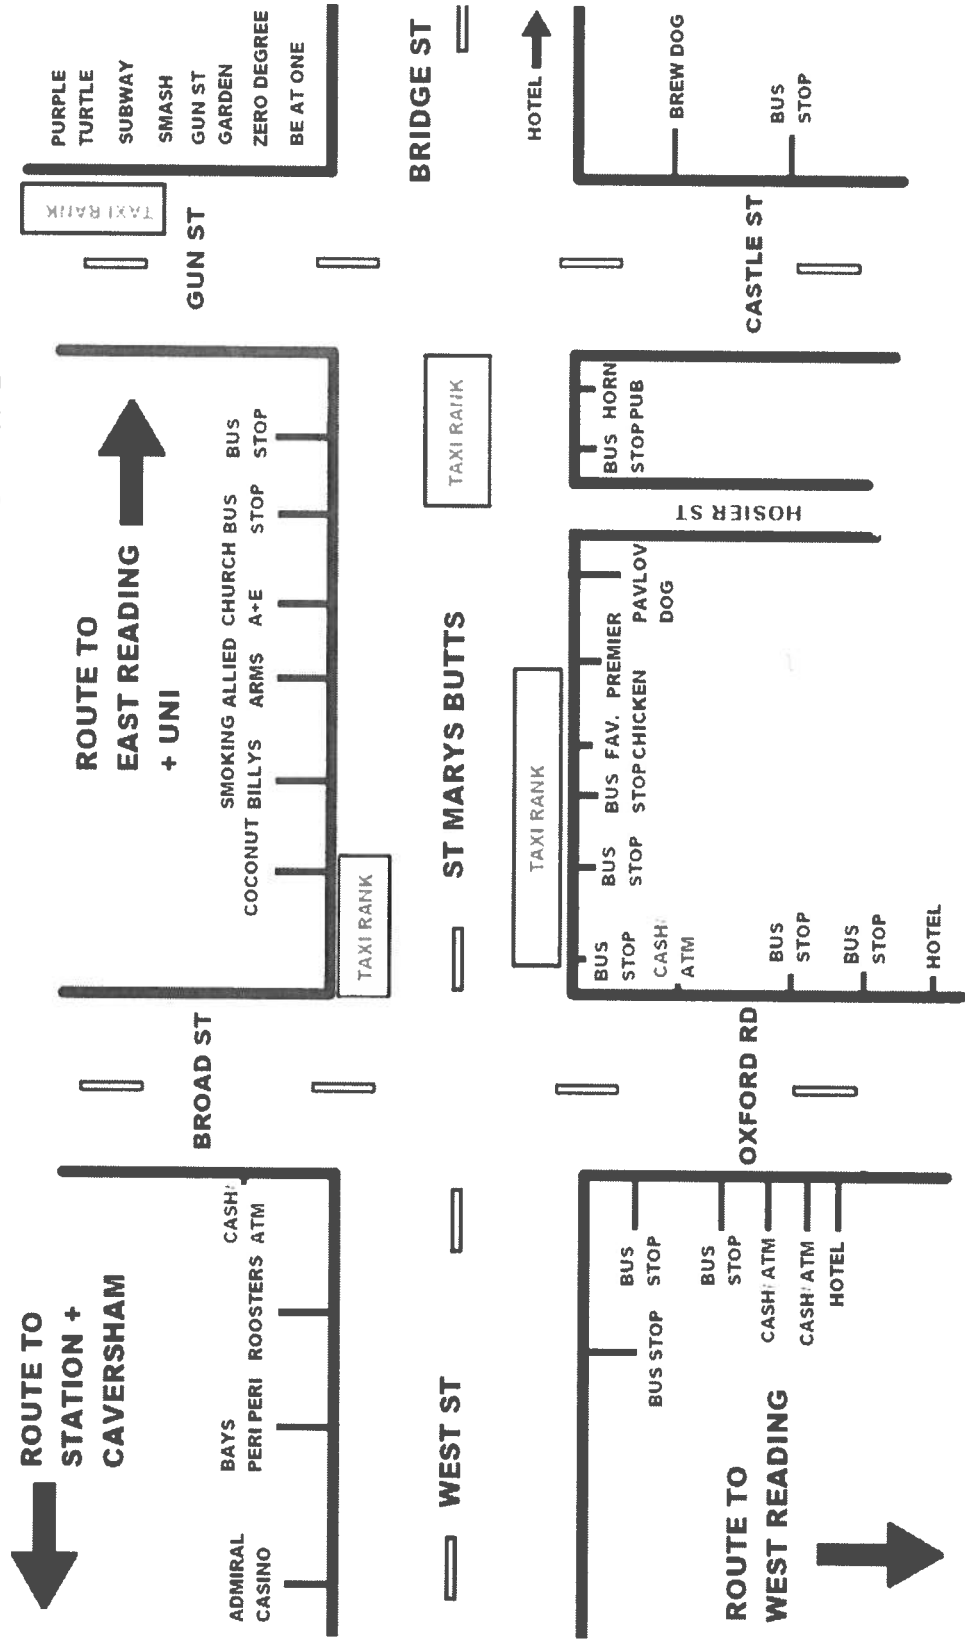 ROUTE TO
STATION +
CAVERSHAM
ADMIRAL
CASINO
BAYS
PERI PERI
ROOSTERS
CASH/
ATM
BROAD ST
ROUTE TO
EAST READING
+ UNI
COCONUT
SMOKING
BILLYS
ALLIED
ARMS
CHURCH
A+E
BUS
STOP
BUS
STOP
TAXI RANK
GUN ST
TAXI RANK
PURPLE
TURTLE
SUBWAY
SMASH
GUN ST
GARDEN
ZERO DEGREE
BE AT ONE
WEST ST
ST MARYS BUTTS
TAXI RANK
TAXI RANK
BRIDGE ST
HOTEL
BUS STOP
BUS
STOP
BUS
STOP
CASH/ ATM
CASH/ ATM
HOTEL
ROUTE TO
WEST READING
OXFORD RD
BUS
STOP
CASH/
ATM
BUS
STOP
BUS
STOP
HOTEL
BUS
STOP
BUS
STOP
FAV.
CHICKEN
PREMIER
PAVLOV
DOG
HOSIER ST
BUS
STOP
HORN
PUB
CASTLE ST
BREW DOG
BUS
STOP